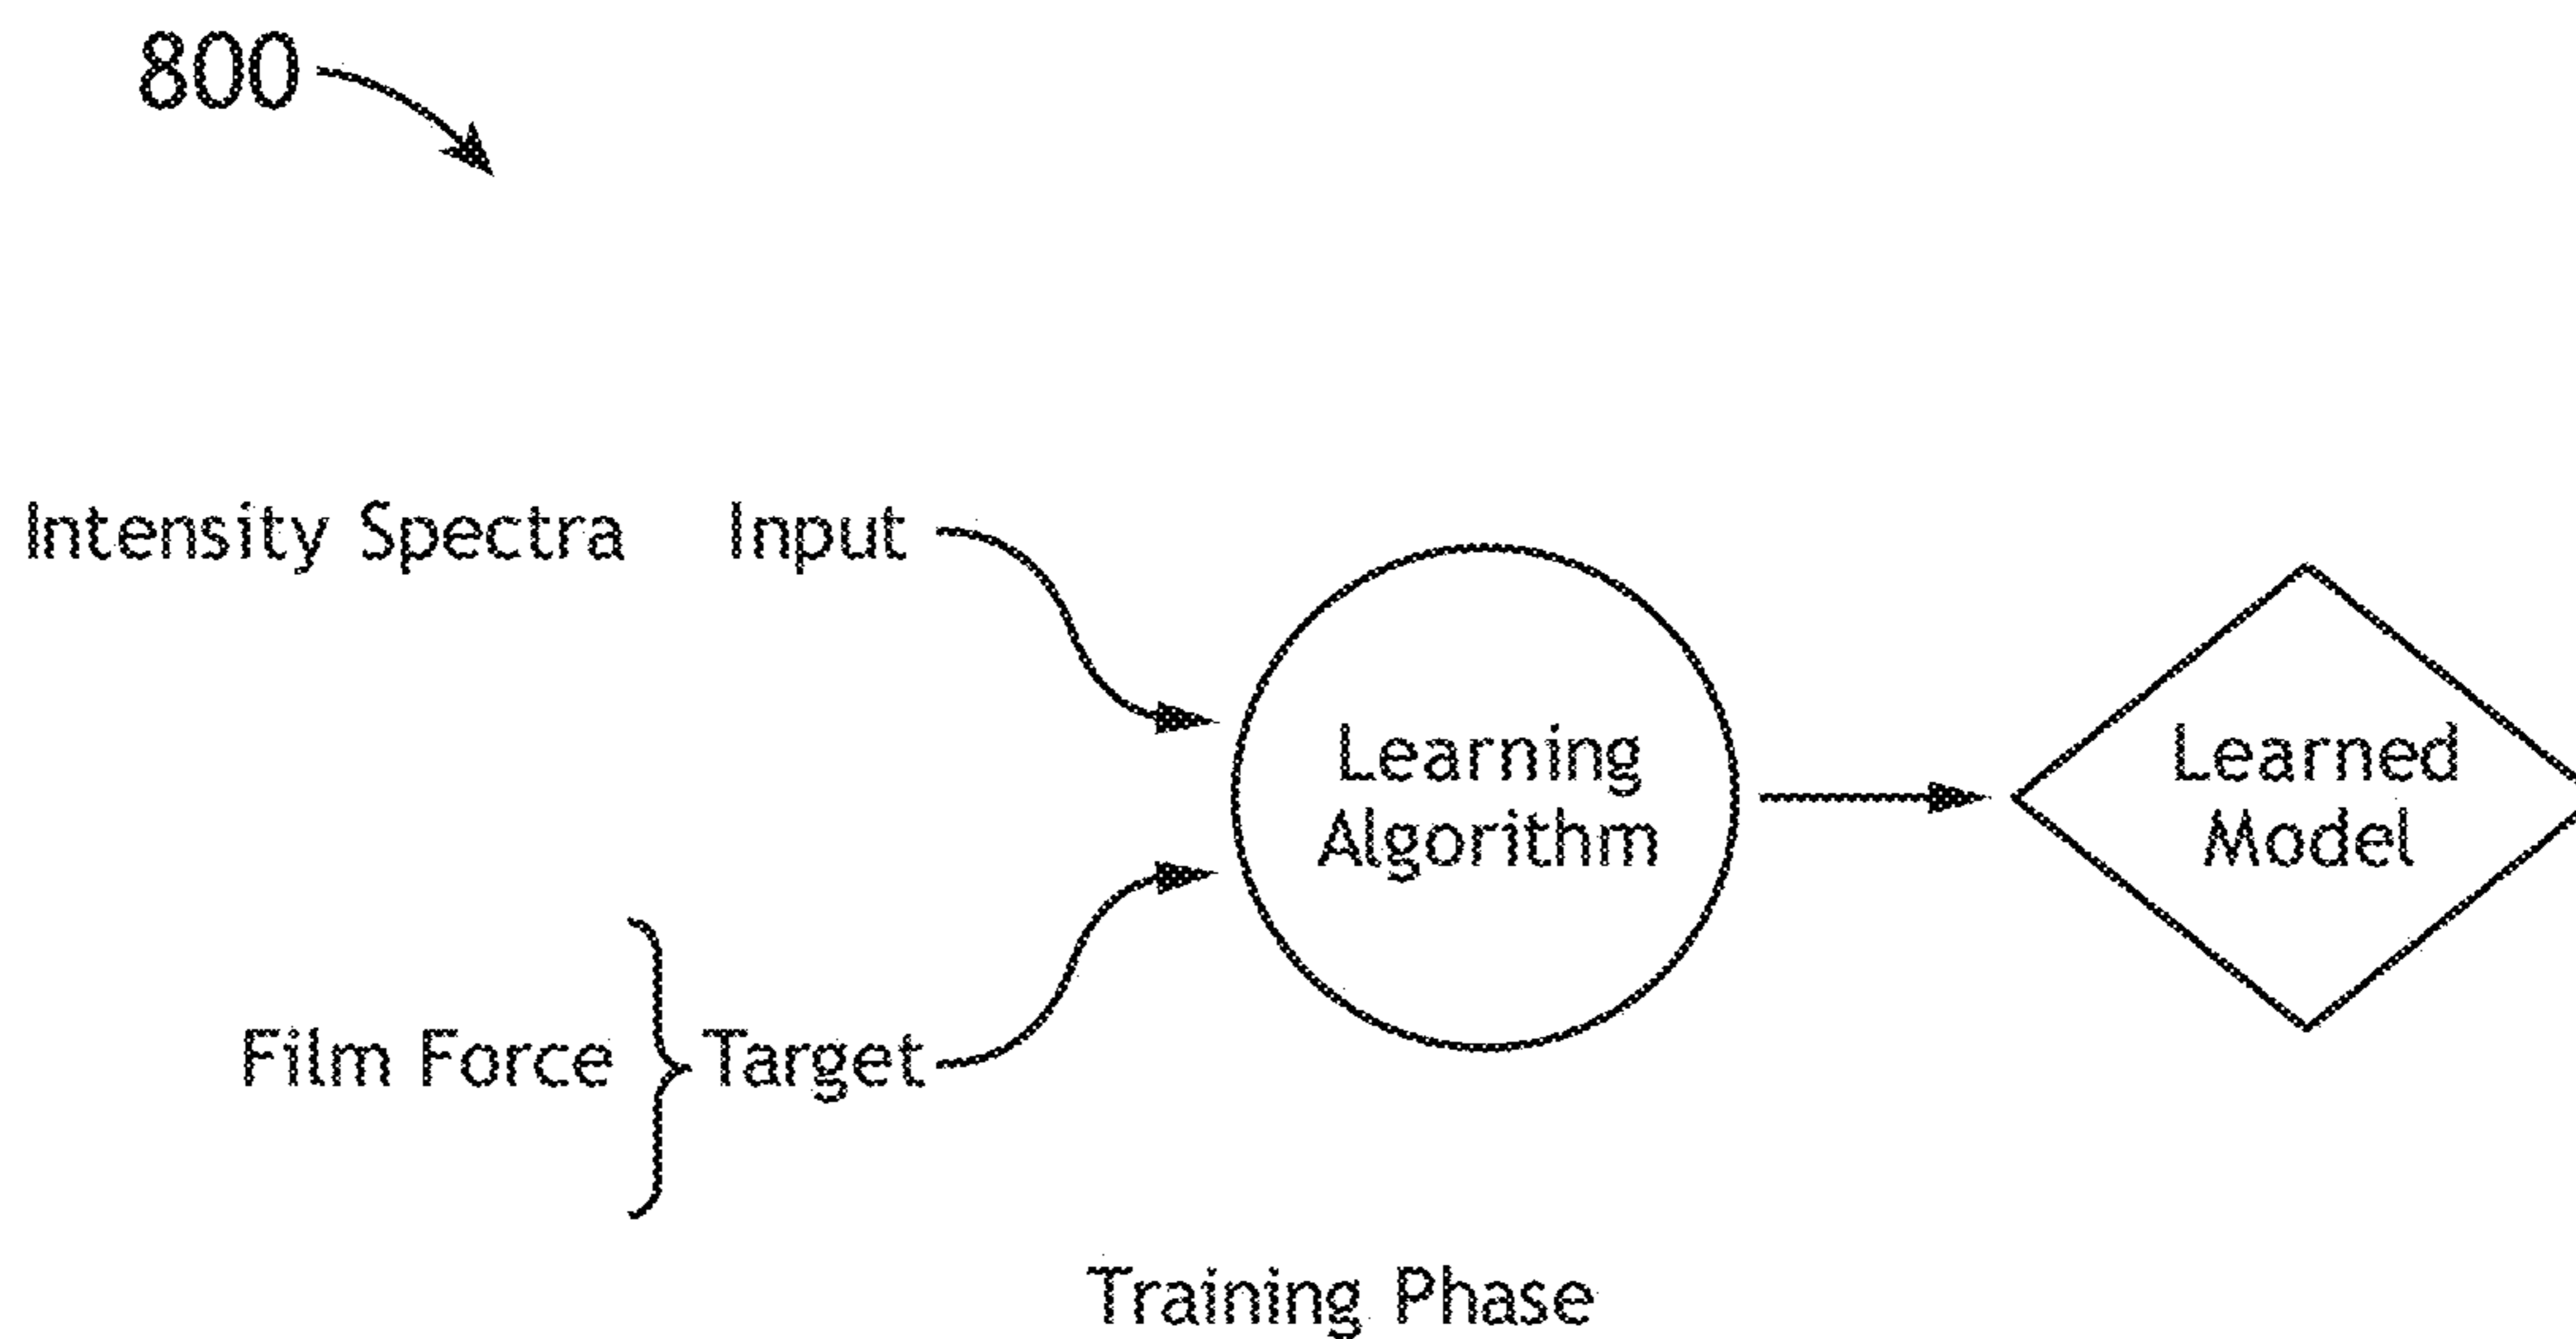 800
Intensity Spectra Input
Learning
Algorithm
Learned
Model
Film Force Target
Training Phase